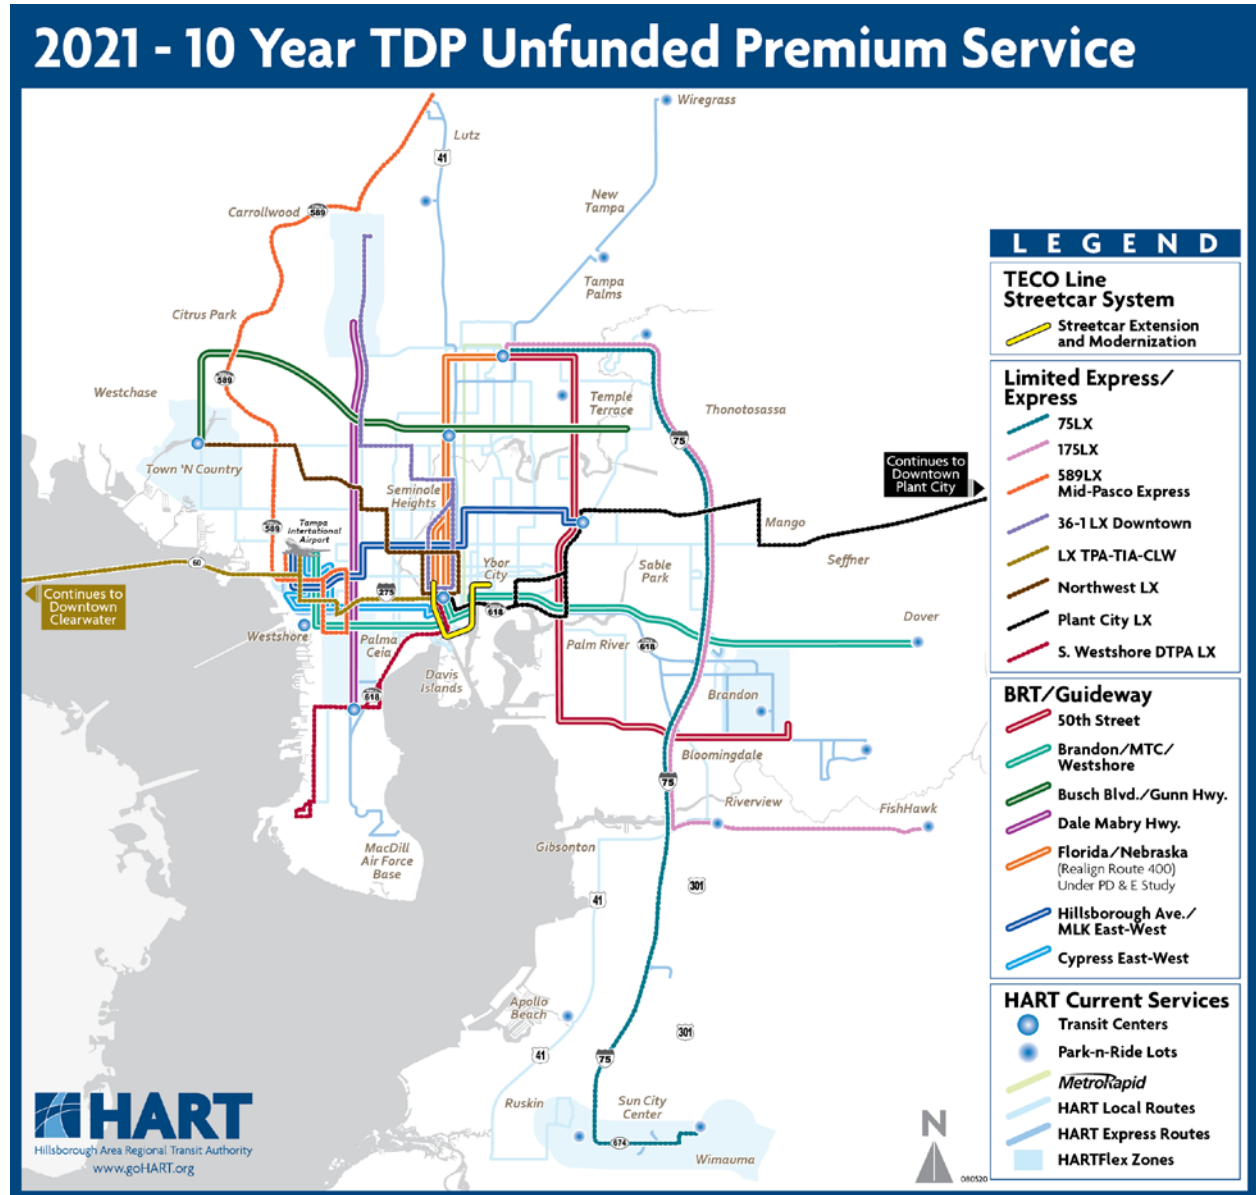 2021 - 10 Year TDP Unfunded Premium Service
Wiregrass
Lutz
41
New
Tampa
Carrollwood
589
Tampa
Palms
Citrus Park
589
Westchase
Temple
Terrace
Thonotosassa
75
Town 'N Country
Seminole
Heights
Continues to
Downtown
Plant City
589
Tampa
Intertational
Airport
Mango
Seffner
60
Ybor
City
Sable
Park
275
618
Continues to
Downtown
Clearwater
Westshore
Palma
Ceia
Palm River
618
Dover
Davis
Islands
618
Brandon
Bloomingdale
75
Riverview
FishHawk
MacDill
Air Force
Base
Gibsonton
41
301
Apollo
Beach
301
41
75
Ruskin
Sun City
Center
674
Wimauma
LEGEND
TECO Line
Streetcar System
Streetcar Extension
and Modernization
Limited Express/
Express
75LX
175LX
589LX
Mid-Pasco Express
36-1 LX Downtown
LX TPA-TIA-CLW
Northwest LX
Plant City LX
S. Westshore DTPA LX
BRT/Guideway
50th Street
Brandon/MTC/
Westshore
Busch Blvd./Gunn Hwy.
Dale Mabry Hwy.
Florida/Nebraska
(Realign Route 400)
Under PD & E Study
Hillsborough Ave./
MLK East-West
Cypress East-West
HART Current Services
Transit Centers
Park-n-Ride Lots
MetroRapid
HART Local Routes
HART Express Routes
HARTFlex Zones
HART
Hillsborough Area Regional Transit Authority
www.goHART.org
N
080520